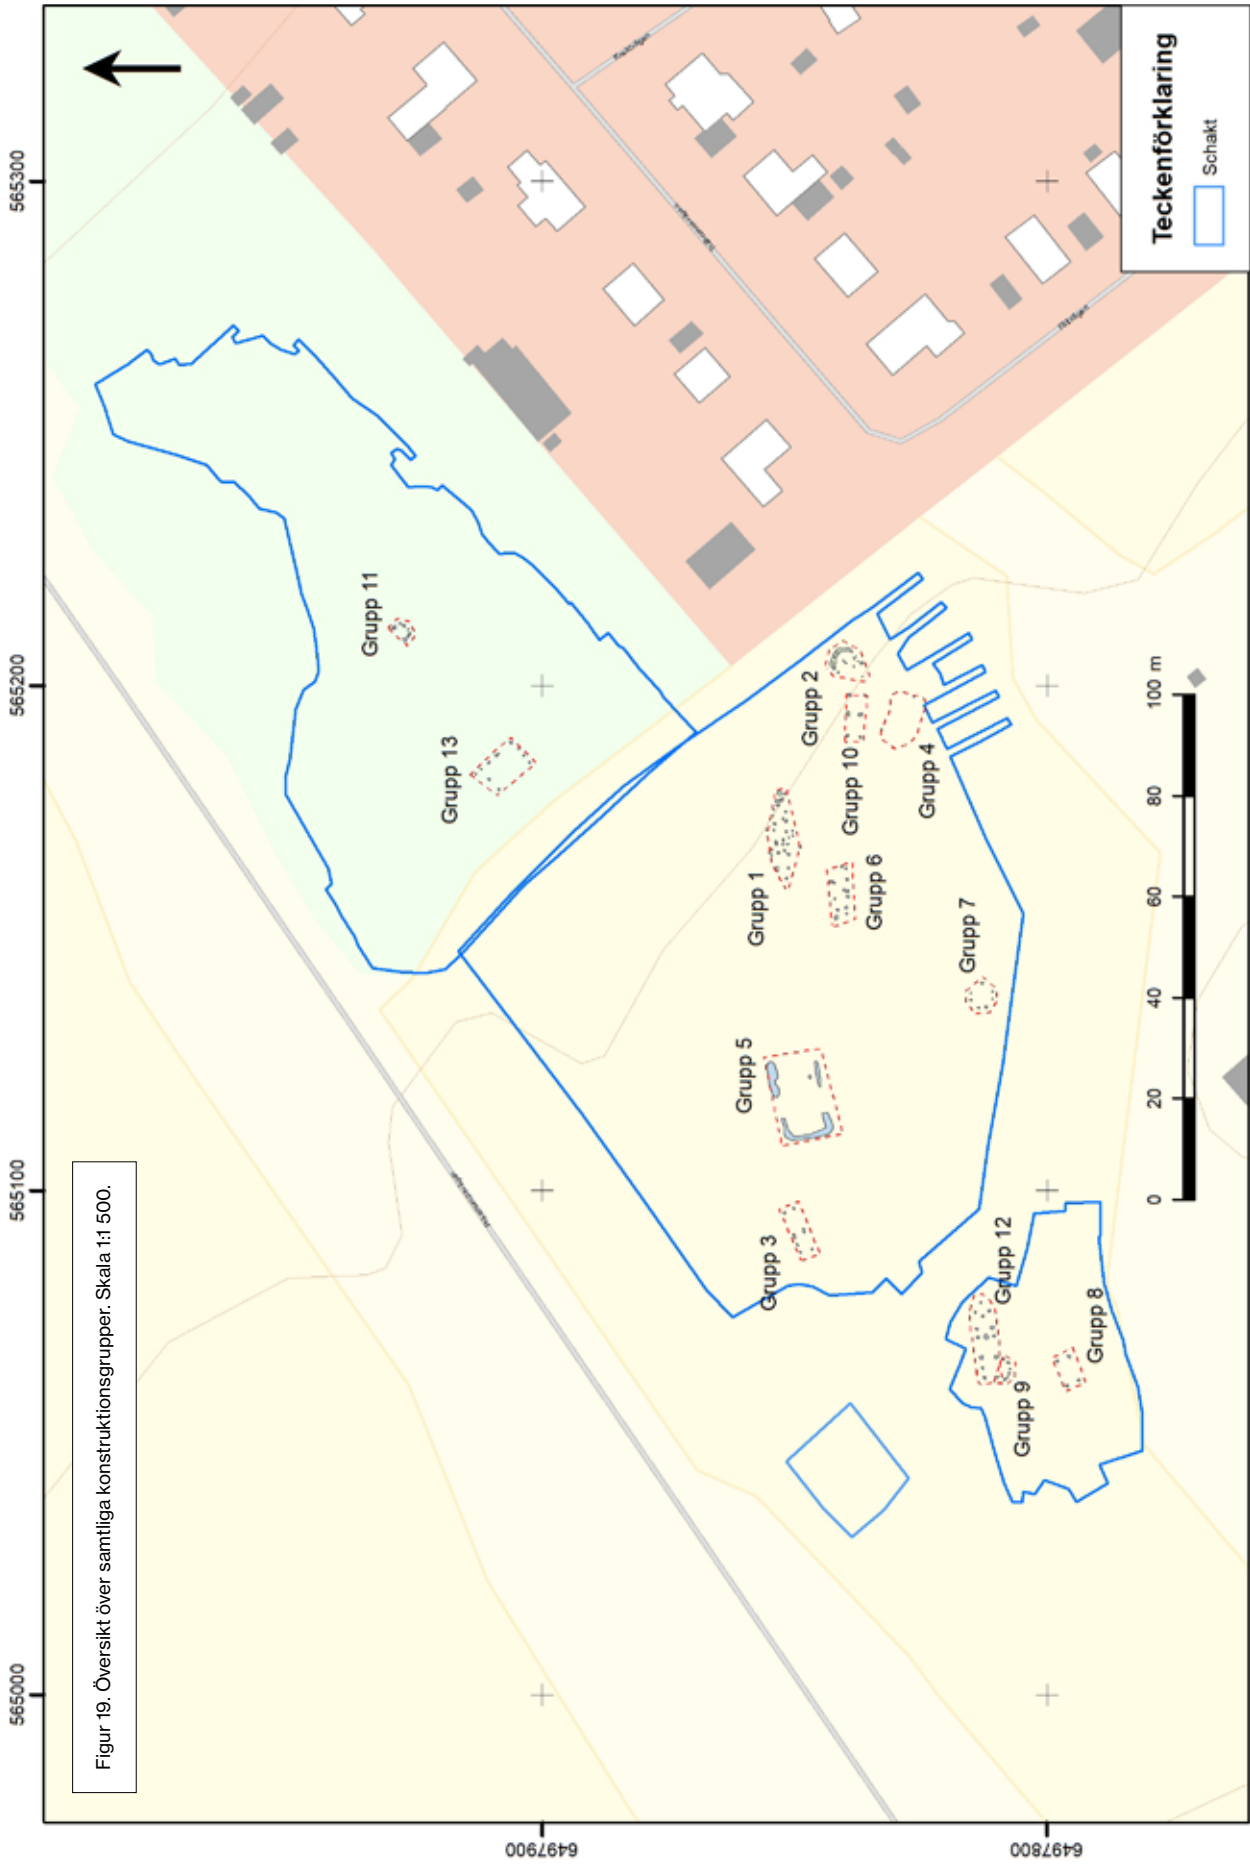 Figur 19. Översikt över samtliga konstruktionsgrupper. Skala 1:1 500.
565000
565100
565200
565300
6497900
6497800
Grupp 11
Grupp 13
Grupp 2
Grupp 10
Grupp 4
Grupp 1
Grupp 6
Grupp 7
Grupp 5
Grupp 3
Grupp 12
Grupp 9
Grupp 8
0 20 40 60 80 100 m
Teckenförklaring
Schakt